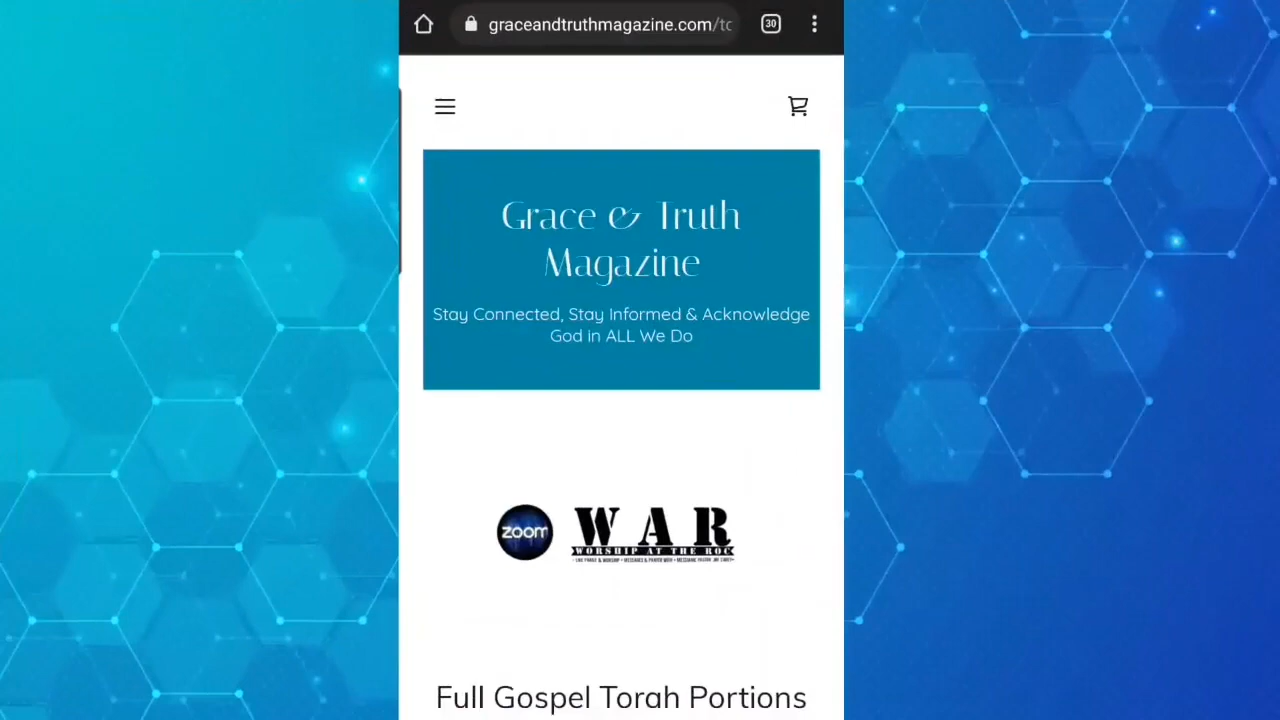 graceandtruthmagazine.com/to
30
Grace & Truth
Magazine
Stay Connected, Stay Informed & Acknowledge
God in ALL We Do
zoom
WAR
WORSHIP AT THE ROC
Full Gospel Torah Portions